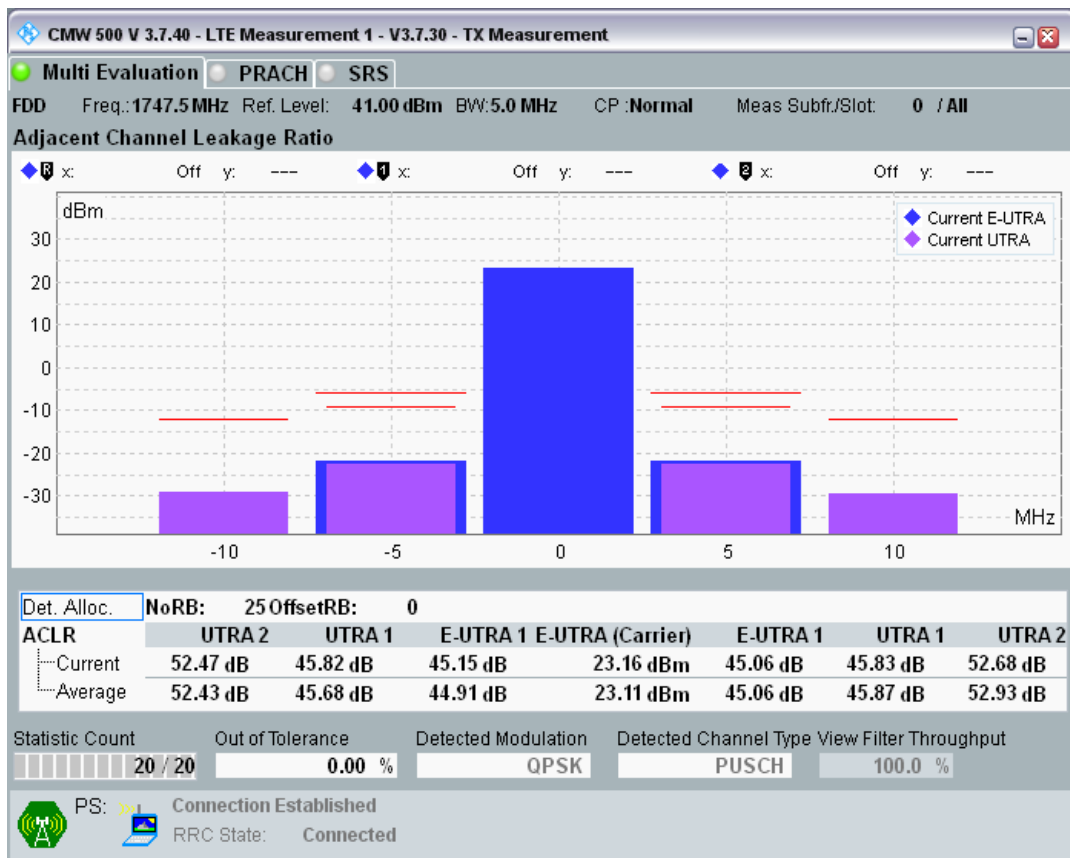 CMW 500 V 3.7.40 - LTE Measurement 1 - V3.7.30 - TX Measurement
Multi Evaluation PRACH SRS
FDD Freq.: 1747.5 MHz Ref. Level: 41.00 dBm BW: 5.0 MHz CP : Normal Meas Subfr./Slot: 0 / All
Adjacent Channel Leakage Ratio
R x: Off y: --- 1 x: Off y: --- 2 x: Off y: ---
dBm
Current E-UTRA
Current UTRA
30
20
10
0
-10
-20
-30
MHz
-10 -5 0 5 10
Det. Alloc. NoRB: 25 OffsetRB: 0
ACLR UTRA 2 UTRA 1 E-UTRA 1 E-UTRA (Carrier) E-UTRA 1 UTRA 1 UTRA 2
Current 52.47 dB 45.82 dB 45.15 dB 23.16 dBm 45.06 dB 45.83 dB 52.68 dB
Average 52.43 dB 45.68 dB 44.91 dB 23.11 dBm 45.06 dB 45.87 dB 52.93 dB
Statistic Count Out of Tolerance Detected Modulation Detected Channel Type View Filter Throughput
20 / 20 0.00 % QPSK PUSCH 100.0 %
PS: Connection Established
RRC State: Connected